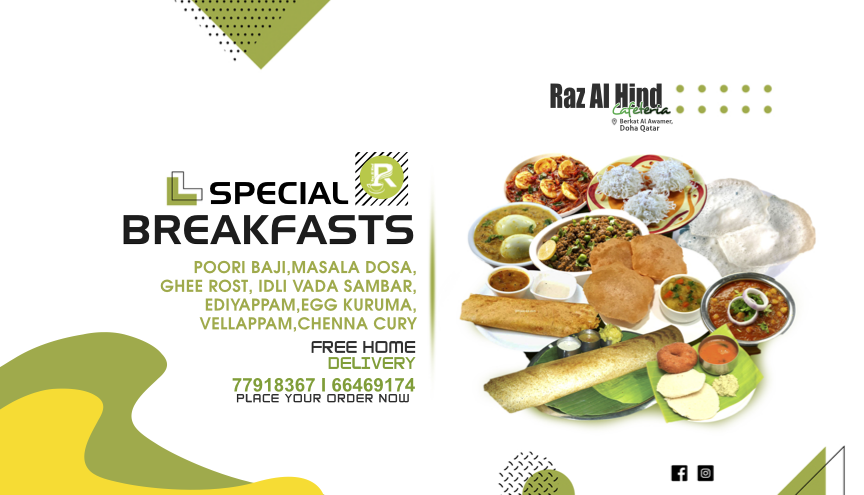 Raz Al Hind
Cafeteria
Berkat Al Awamer,
Doha Qatar
R
SPECIAL
BREAKFASTS
POORI BAJI,MASALA DOSA,
GHEE ROST, IDLI VADA SAMBAR,
EDIYAPPAM,EGG KURUMA,
VELLAPPAM,CHENNA CURY
FREE HOME
DELIVERY
77918367 I 66469174
PLACE YOUR ORDER NOW